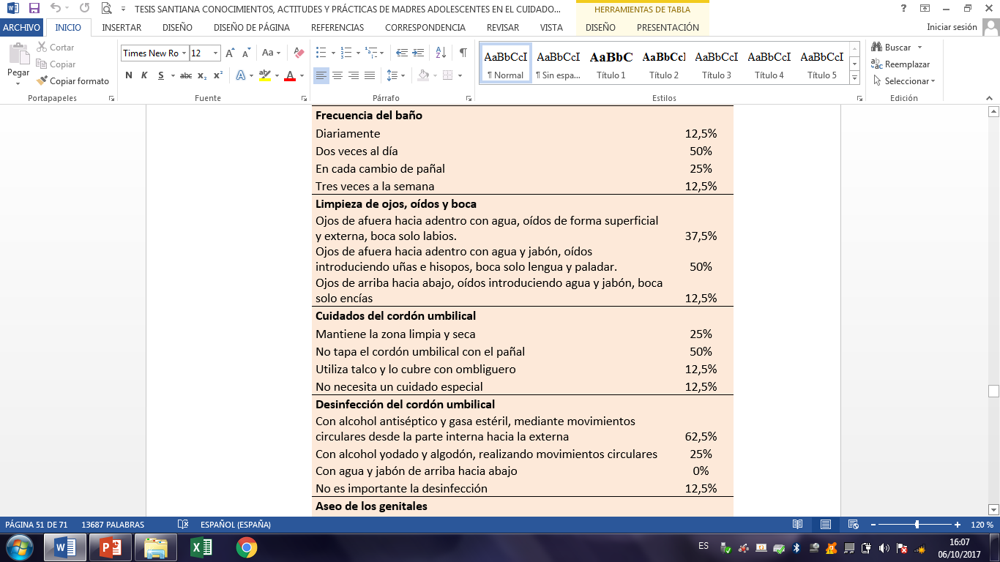 TESIS SANTIANA CONOCIMIENTOS, ACTITUDES Y PRÁCTICAS DE MADRES ADOLESCENTES EN EL CUIDADO...
HERRAMIENTAS DE TABLA
ARCHIVO INICIO INSERTAR DISEÑO DISEÑO DE PÁGINA REFERENCIAS CORRESPONDENCIA REVISAR VISTA DISEÑO PRESENTACIÓN Iniciar sesión
Pegar
Cortar
Copiar
Copiar formato
Portapapeles
Times New Ro 12
N K S abc x₂ x²
Fuente
Párrafo
AaBbCcI AaBbCcI AaBbC AaBbCcI AaBbCcI AaBbCcI AaBbCcI
¶ Normal ¶ Sin espa... Título 1 Título 2 Título 3 Título 4 Título 5
Estilos
Buscar
Reemplazar
Seleccionar
Edición
Frecuencia del baño
Diariamente 12,5%
Dos veces al día 50%
En cada cambio de pañal 25%
Tres veces a la semana 12,5%
Limpieza de ojos, oídos y boca
Ojos de afuera hacia adentro con agua, oídos de forma superficial
y externa, boca solo labios. 37,5%
Ojos de afuera hacia adentro con agua y jabón, oídos
introduciendo uñas e hisopos, boca solo lengua y paladar. 50%
Ojos de arriba hacia abajo, oídos introduciendo agua y jabón, boca
solo encías 12,5%
Cuidados del cordón umbilical
Mantiene la zona limpia y seca 25%
No tapa el cordón umbilical con el pañal 50%
Utiliza talco y lo cubre con ombliguero 12,5%
No necesita un cuidado especial 12,5%
Desinfección del cordón umbilical
Con alcohol antiséptico y gasa estéril, mediante movimientos
circulares desde la parte interna hacia la externa 62,5%
Con alcohol yodado y algodón, realizando movimientos circulares 25%
Con agua y jabón de arriba hacia abajo 0%
No es importante la desinfección 12,5%
Aseo de los genitales
PÁGINA 51 DE 71 13687 PALABRAS ESPAÑOL (ESPAÑA) 120 %
ES
16:07
06/10/2017